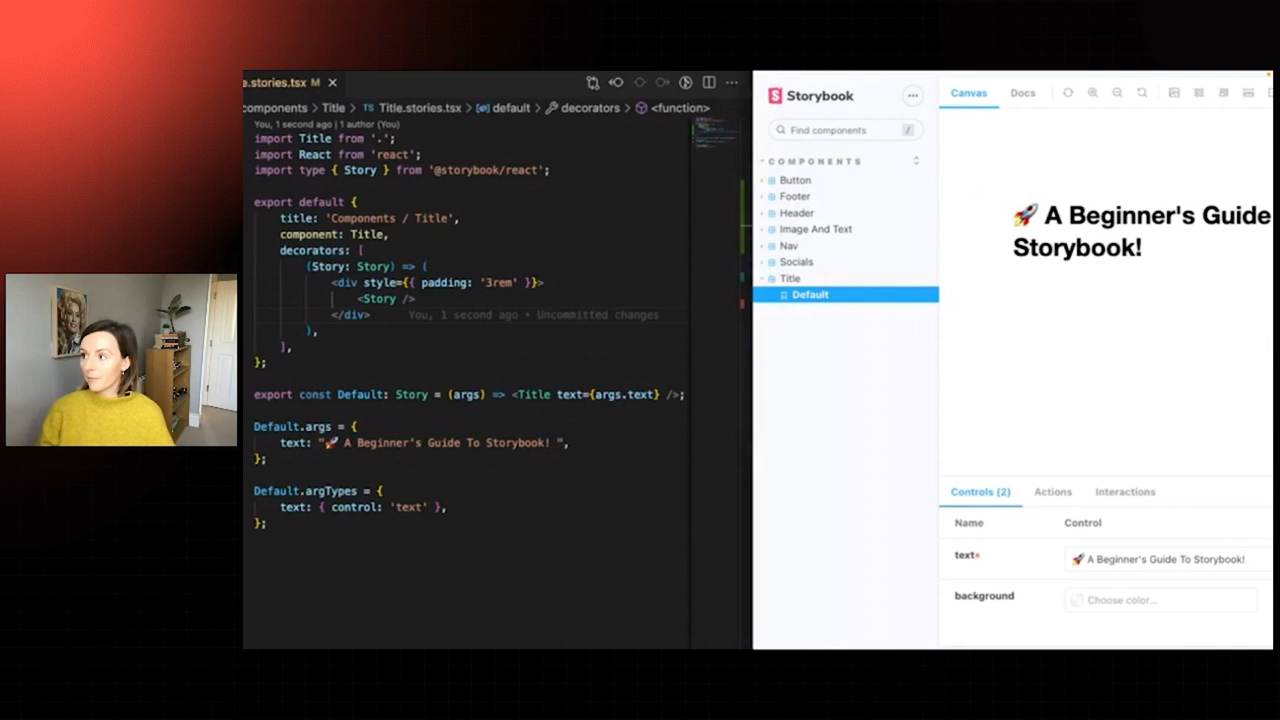 e.stories.tsx M
components > Title > TS Title.stories.tsx > default > decorators > <function>
You, 1 second ago | 1 author (You)
import Title from '.';
import React from 'react';
import type { Story } from '@storybook/react';
export default {
title: 'Components / Title',
component: Title,
decorators: [
(Story: Story) => (
<div style={{ padding: '3rem' }}>
<Story />
</div> You, 1 second ago • Uncommitted changes
),
],
};
export const Default: Story = (args) => <Title text={args.text} />;
Default.args = {
text: "🚀 A Beginner's Guide To Storybook! ",
};
Default.argTypes = {
text: { control: 'text' },
};
Storybook
Find components /
COMPONENTS
Button
Footer
Header
Image And Text
Nav
Socials
Title
Default
Canvas Docs
🚀 A Beginner's Guide
Storybook!
Controls (2) Actions Interactions
Name Control
text* 🚀 A Beginner's Guide To Storybook!
background Choose color...